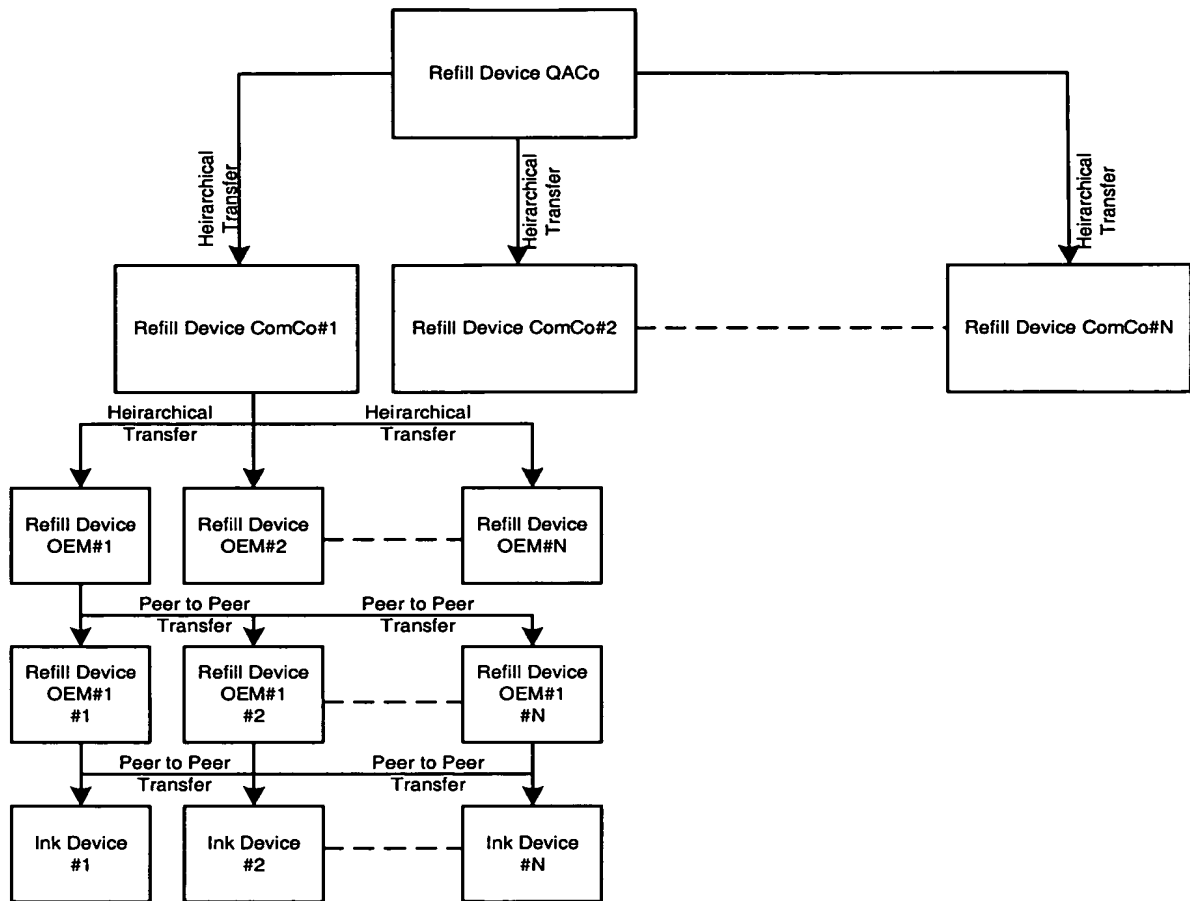 Refill Device QACo
Heirarchical
Transfer
Heirarchical
Transfer
Heirarchical
Transfer
Refill Device ComCo#1
Refill Device ComCo#2
Refill Device ComCo#N
Heirarchical
Transfer
Heirarchical
Transfer
Refill Device
OEM#1
Refill Device
OEM#2
Refill Device
OEM#N
Peer to Peer
Transfer
Peer to Peer
Transfer
Refill Device
OEM#1
#1
Refill Device
OEM#1
#2
Refill Device
OEM#1
#N
Peer to Peer
Transfer
Peer to Peer
Transfer
Ink Device
#1
Ink Device
#2
Ink Device
#N